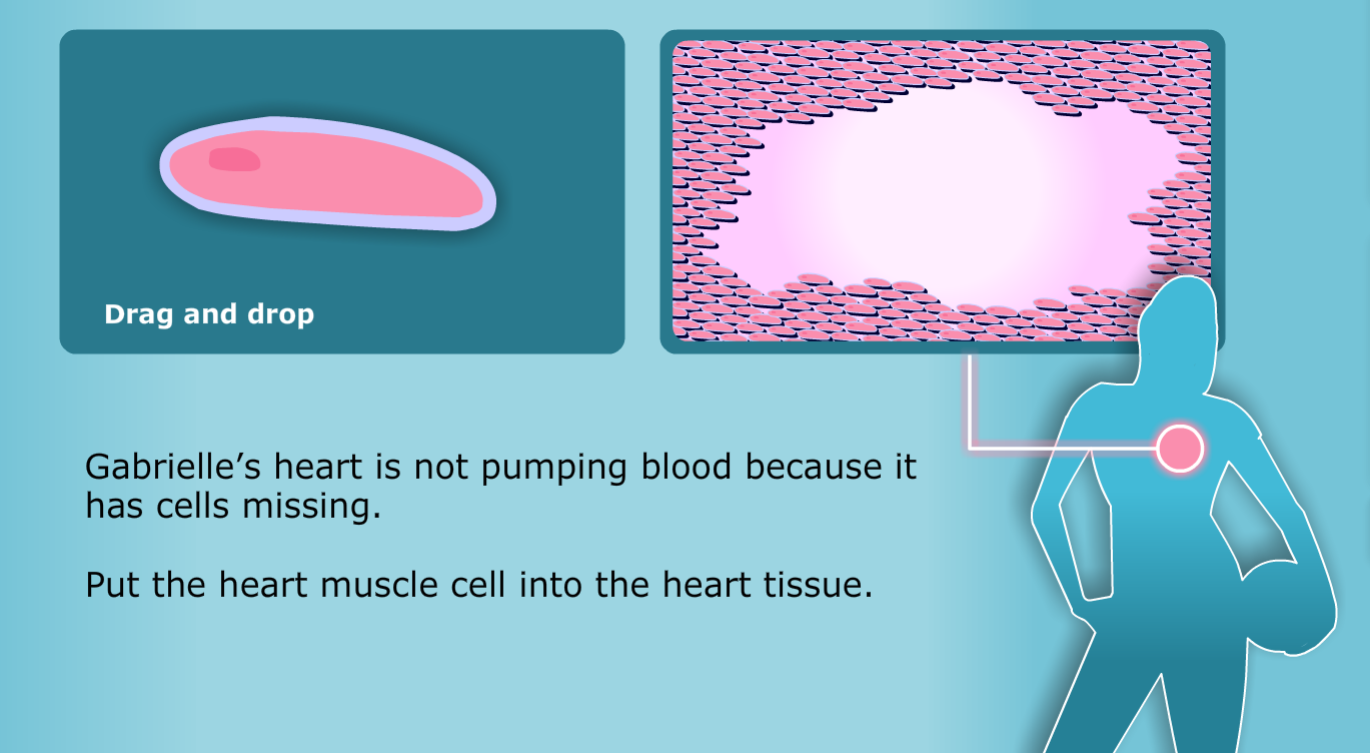 Drag and drop
Gabrielle’s heart is not pumping blood because it
has cells missing.
Put the heart muscle cell into the heart tissue.